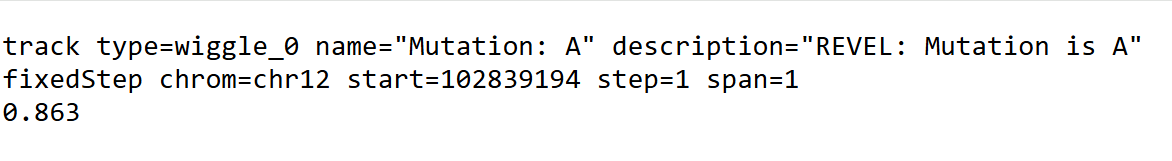 track type=wiggle_0 name="Mutation: A" description="REVEL: Mutation is A"
fixedStep chrom=chr12 start=102839194 step=1 span=1
0.863